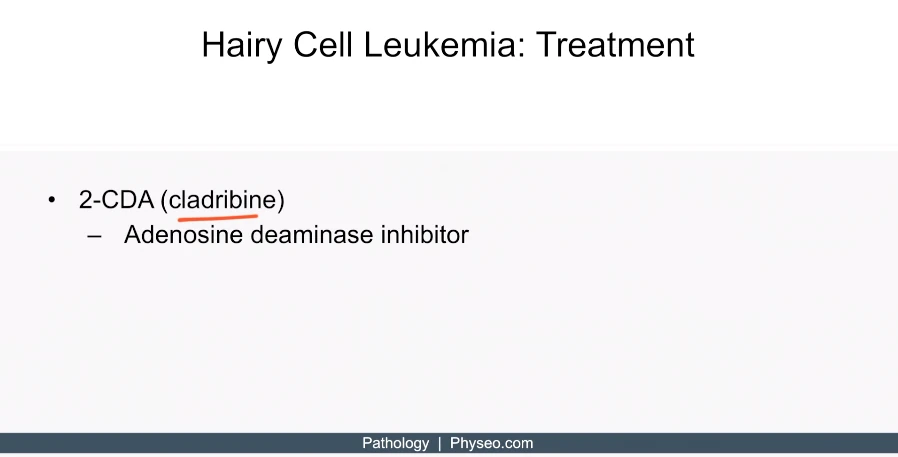 Hairy Cell Leukemia: Treatment
• 2-CDA (cladribine)
– Adenosine deaminase inhibitor
Pathology | Physeo.com